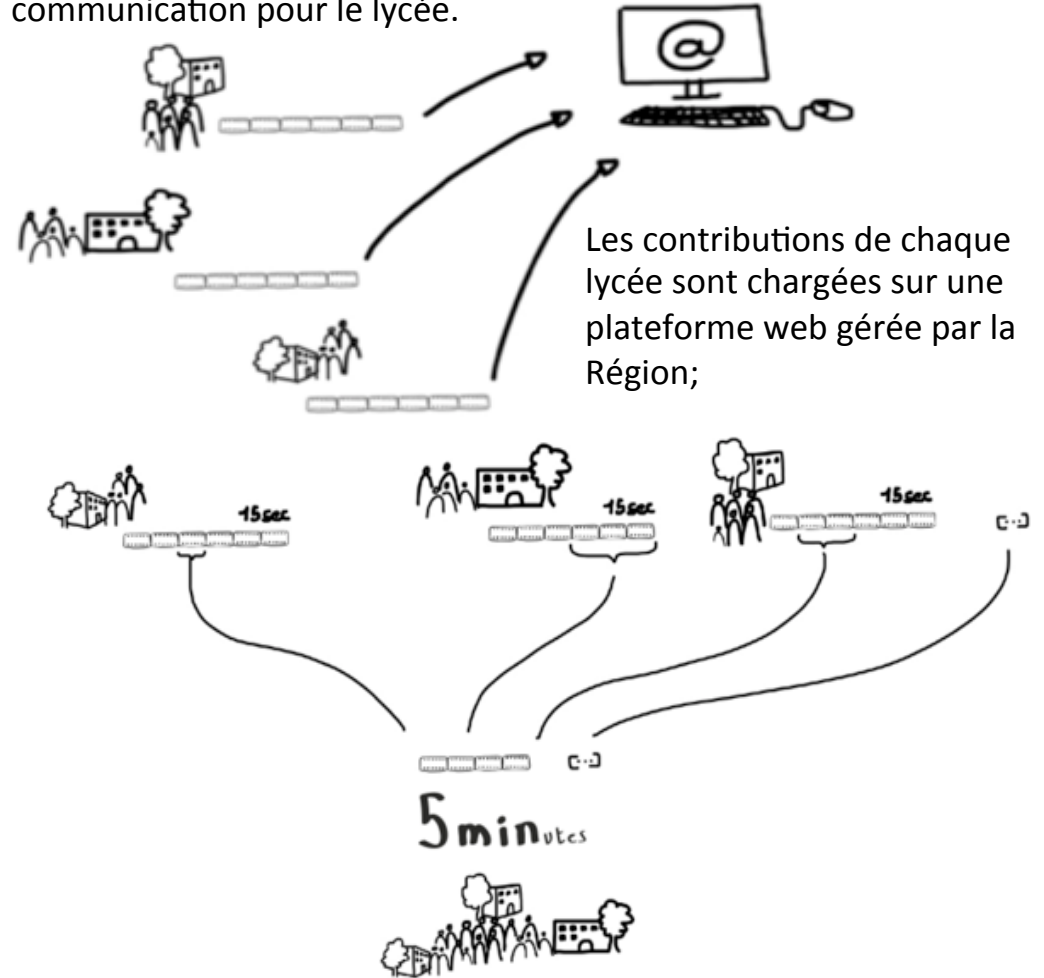 communication pour le lycée.
@
Les contributions de chaque
lycée sont chargées sur une
plateforme web gérée par la
Région;
15sec
15sec
15sec
[...]
[...]
5minutes